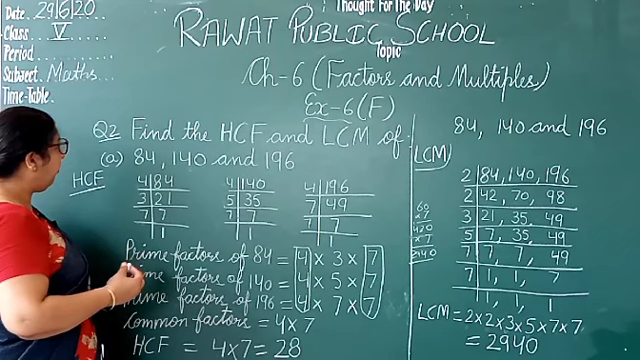 Thought For The Day
Date 29/6/20
Class V
Period
Subject Maths
Time-Table
RAWAT PUBLIC SCHOOL
Topic
Ch-6 (Factors and Multiples)
Ex-6(F)
Q2 Find the HCF and LCM of:
(a) 84, 140 and 196
HCF
4 | 84
3 | 21
7 | 7
1
4 | 140
5 | 35
7 | 7
1
4 | 196
7 | 49
7 | 7
1
Prime factors of 84 = 4 × 3 × 7
Prime factors of 140 = 4 × 5 × 7
Prime factors of 196 = 4 × 7 × 7
Common factors = 4×7
HCF = 4×7 = 28
84, 140 and 196
LCM)
2 | 84, 140, 196
2 | 42, 70, 98
3 | 21, 35, 49
5 | 7, 35, 49
7 | 7, 7, 49
7 | 1, 1, 7
1, 1, 1
60
×7
420
×7
2940
LCM = 2×2×3×5×7×7
= 2940